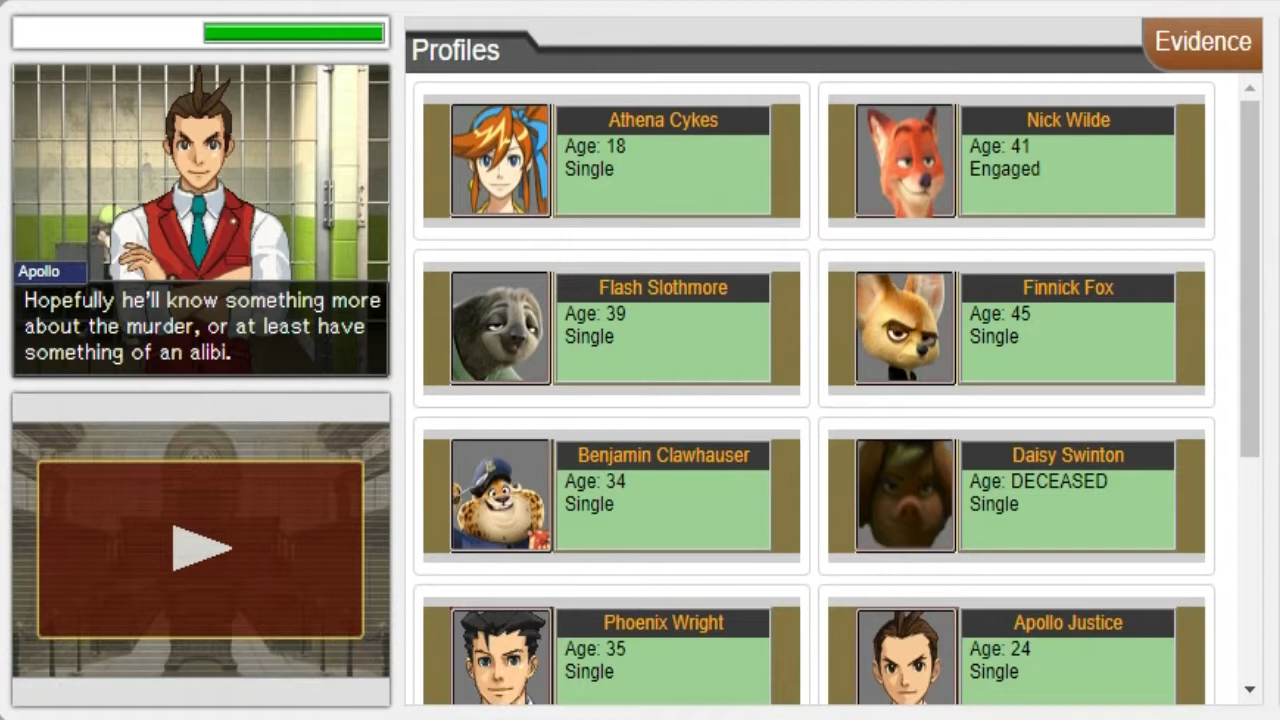 Profiles
Evidence
Athena Cykes
Age: 18
Single
Nick Wilde
Age: 41
Engaged
Apollo
Hopefully he'll know something more
about the murder, or at least have
something of an alibi.
Flash Slothmore
Age: 39
Single
Finnick Fox
Age: 45
Single
Benjamin Clawhauser
Age: 34
Single
Daisy Swinton
Age: DECEASED
Single
Phoenix Wright
Age: 35
Single
Apollo Justice
Age: 24
Single